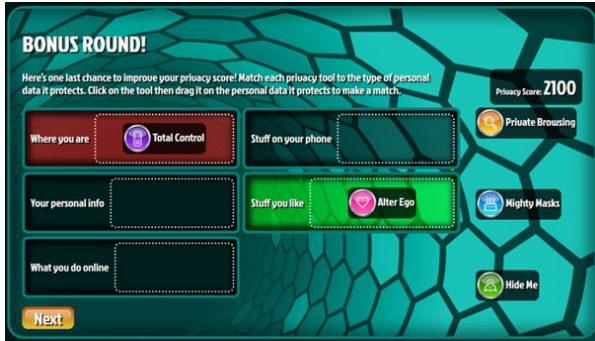 BONUS ROUND!
Here's one last chance to improve your privacy score! Match each privacy tool to the type of personal
data it protects. Click on the tool then drag it on the personal data it protects to make a match.
Privacy Score: 2100
Where you are
Total Control
Stuff on your phone
Private Browsing
Your personal info
Stuff you like
Alter Ego
Mighty Masks
What you do online
Hide Me
Next